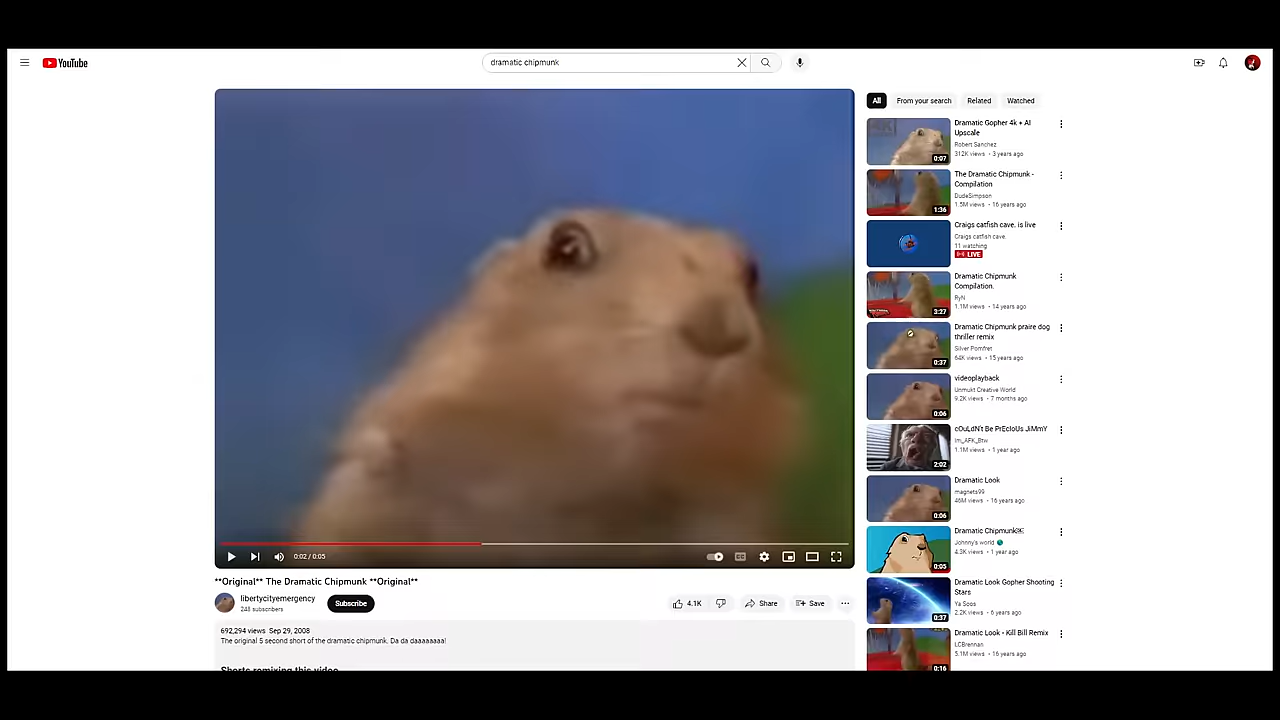 YouTube
dramatic chipmunk
All
From your search
Related
Watched
Dramatic Gopher 4k + AI
Upscale
Robert Sanchez
312K views • 3 years ago
0:07
The Dramatic Chipmunk -
Compilation
DudeSimpson
1.5M views • 16 years ago
1:36
Craigs catfish cave. is live
Craigs catfish cave.
11 watching
LIVE
Dramatic Chipmunk
Compilation.
RyN
1.1M views • 14 years ago
3:27
Dramatic Chipmunk praire dog
thriller remix
Silver Pomfret
64K views • 15 years ago
0:37
videoplayback
Unmukt Creative World
9.2K views • 7 months ago
0:06
cOuLdN't Be PrEcIoUs JiMmY
Im_AFK_Btw
1.1M views • 1 year ago
2:02
Dramatic Look
magnets99
46M views • 16 years ago
0:06
Dramatic Chipmunk
Johnny's world
4.3K views • 1 year ago
0:05
Dramatic Look Gopher Shooting
Stars
Ya Soos
2.2K views • 6 years ago
0:37
Dramatic Look - Kill Bill Remix
LCBrennan
5.1M views • 16 years ago
0:16
0:02 / 0:05
**Original** The Dramatic Chipmunk **Original**
libertycityemergency
248 subscribers
Subscribe
4.1K
Share
Save
692,294 views Sep 29, 2008
The original 5 second short of the dramatic chipmunk. Da da daaaaaaa!
Shorts remixing this video